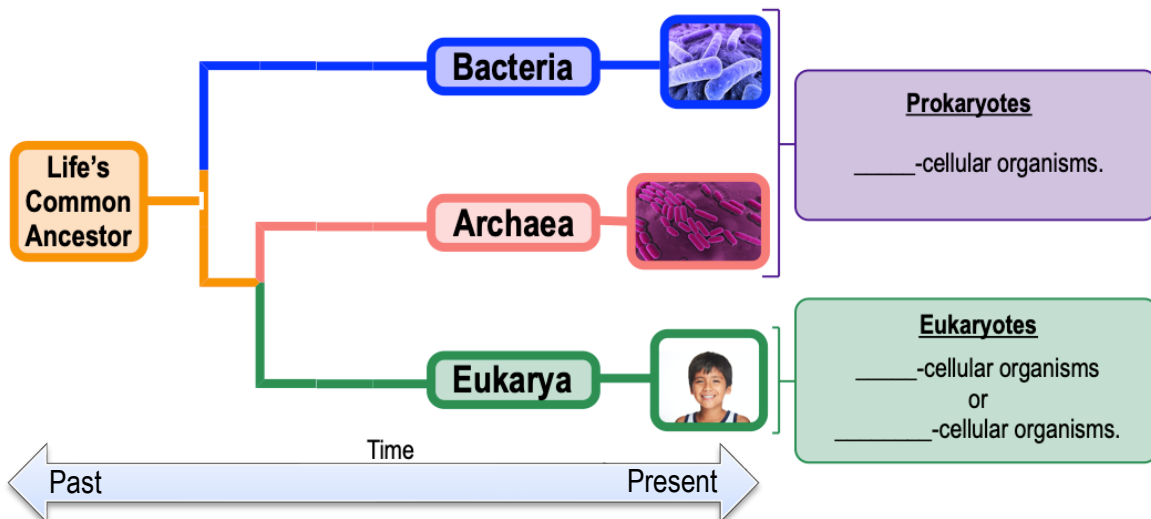 Bacteria
Prokaryotes
_____-cellular organisms.
Life's
Common
Ancestor
Archaea
Eukaryotes
_____-cellular organisms
or
________-cellular organisms.
Eukarya
Time
Past
Present